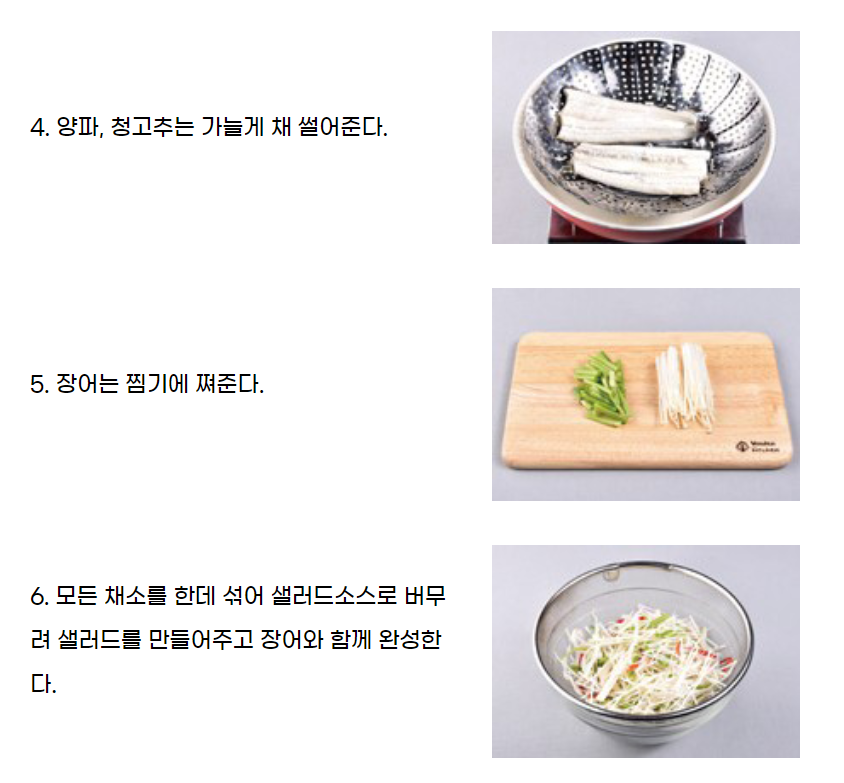 4. 양파, 청고추는 가늘게 채 썰어준다.
5. 장어는 찜기에 쪄준다.
6. 모든 채소를 한데 섞어 샐러드소스로 버무
려 샐러드를 만들어주고 장어와 함께 완성한
다.